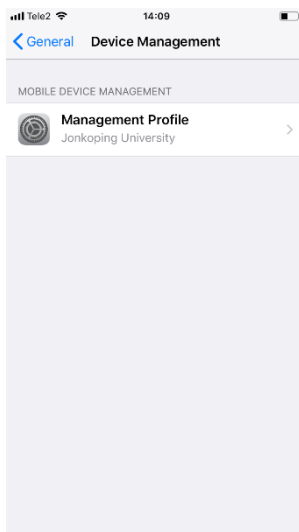 Tele2 14:09
General Device Management
MOBILE DEVICE MANAGEMENT
Management Profile
Jonkoping University